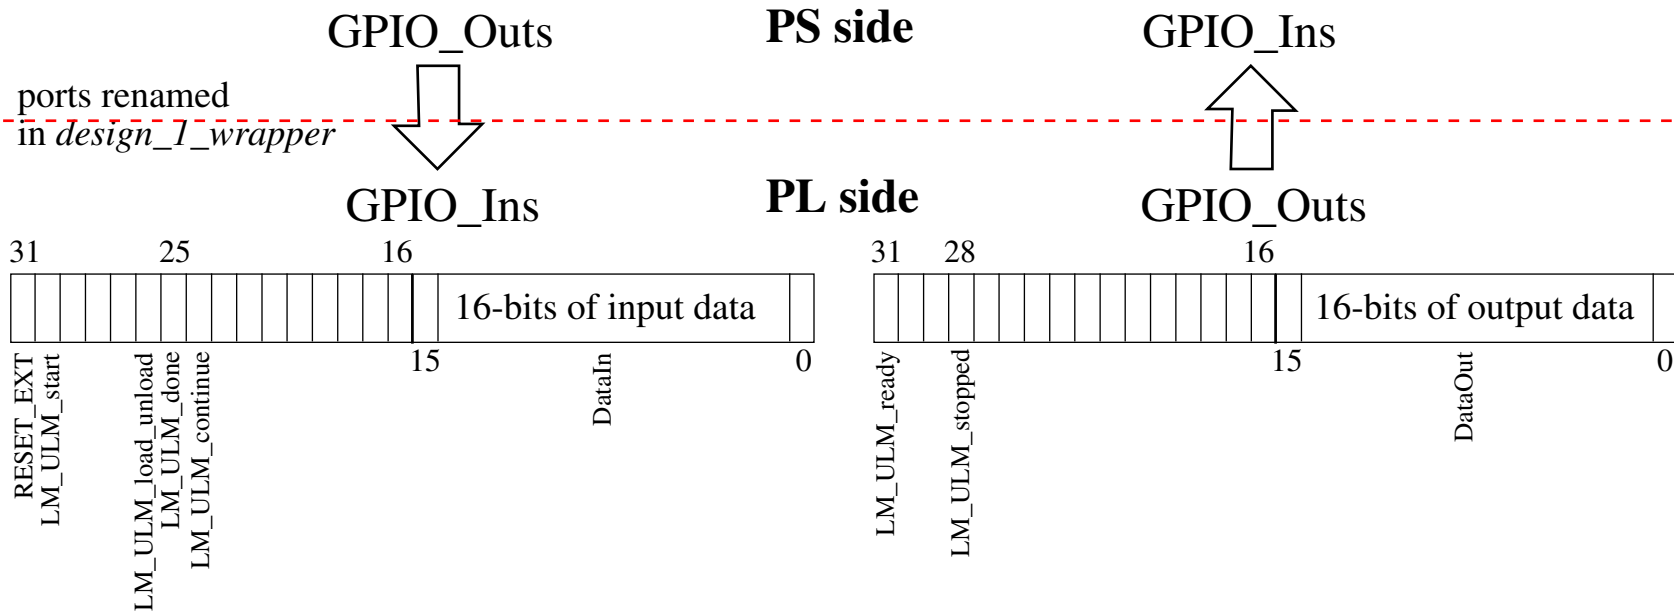 GPIO_Outs
PS side
GPIO_Ins
ports renamed
in design_1_wrapper
GPIO_Ins
PL side
GPIO_Outs
31 25 16
31 28 16
16-bits of input data
16-bits of output data
15 0
15 0
RESET_EXT
LM_ULM_start
LM_ULM_load_unload
LM_ULM_done
LM_ULM_continue
DataIn
LM_ULM_ready
LM_ULM_stopped
DataOut